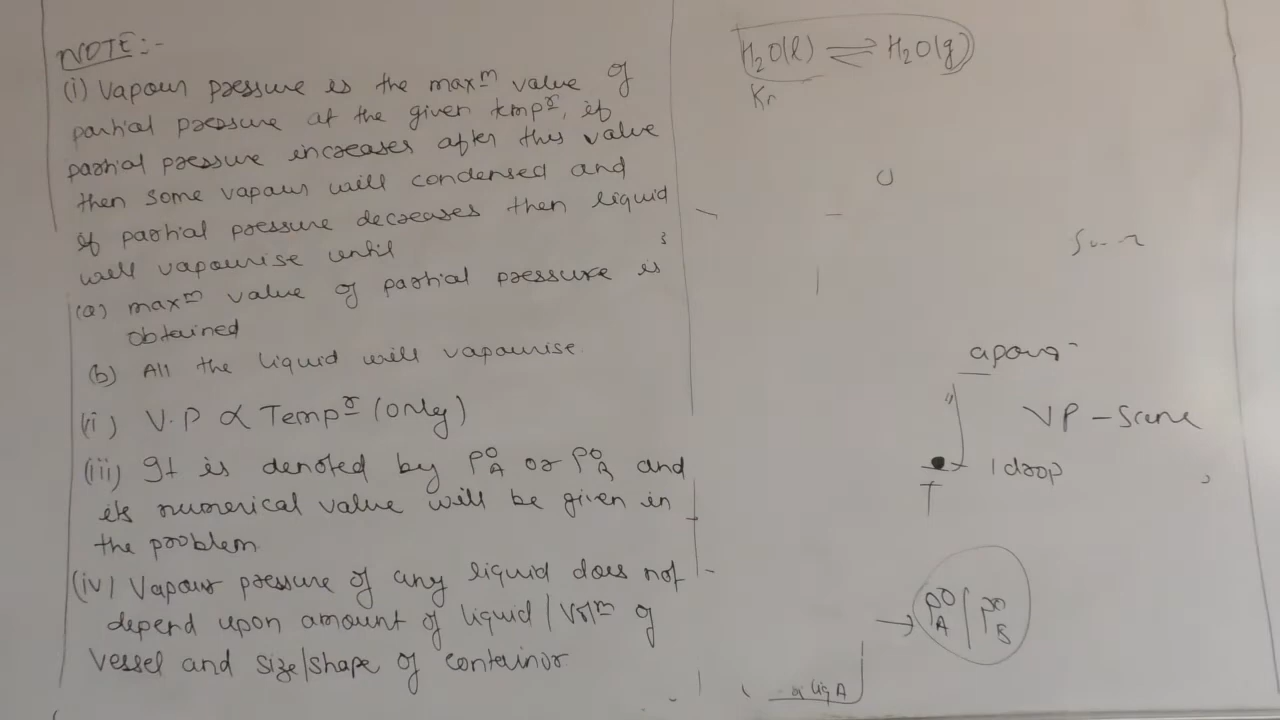 NOTE:-
(i) Vapour pressure is the maxᵐ value of
partial pressure at the given tmpʳ, if
partial pressure increases after this value
then some vapour will condensed and
if partial pressure decreases then liquid
will vapourise until
(a) maxᵐ value of partial pressure is
obtained
(b) All the liquid will vapourise.
(ii) V.P ∝ Tempʳ (only)
(iii) It is denoted by P°A or P°B and
its numerical value will be given in
the problem
(iv) Vapour pressure of any liquid does not
depend upon amount of liquid/Volᵐ of
vessel and size/shape of container.
H₂O(l) ⇌ H₂O(g)
apour
VP - Same
1 drop
T
P°A / P°B
liq A